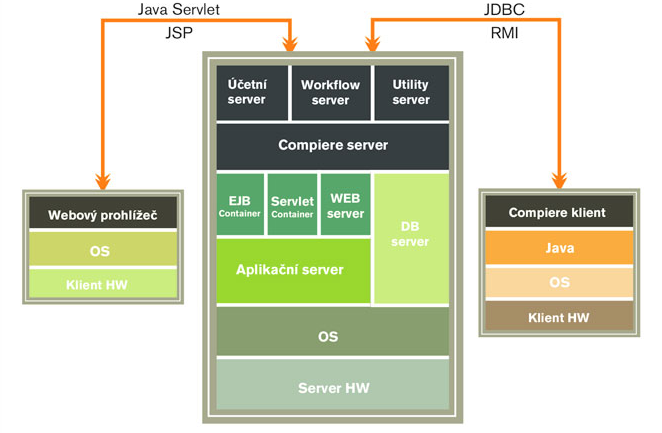 Java Servlet
JSP
JDBC
RMI
Účetní
server
Workflow
server
Utility
server
Compiere server
EJB
Container
Servlet
Container
WEB
server
DB
server
Aplikační server
OS
Server HW
Webový prohlížeč
OS
Klient HW
Compiere klient
Java
OS
Klient HW